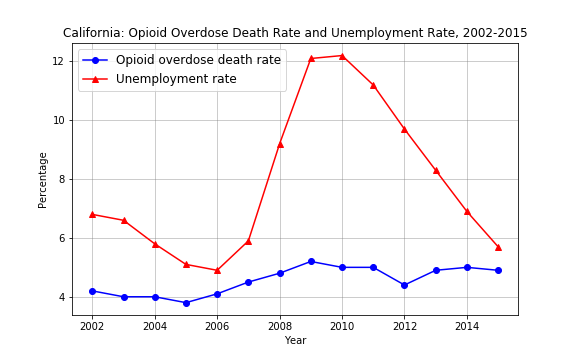 California: Opioid Overdose Death Rate and Unemployment Rate, 2002-2015
Opioid overdose death rate
Unemployment rate
12
10
8
6
4
Percentage
2002 2004 2006 2008 2010 2012 2014
Year